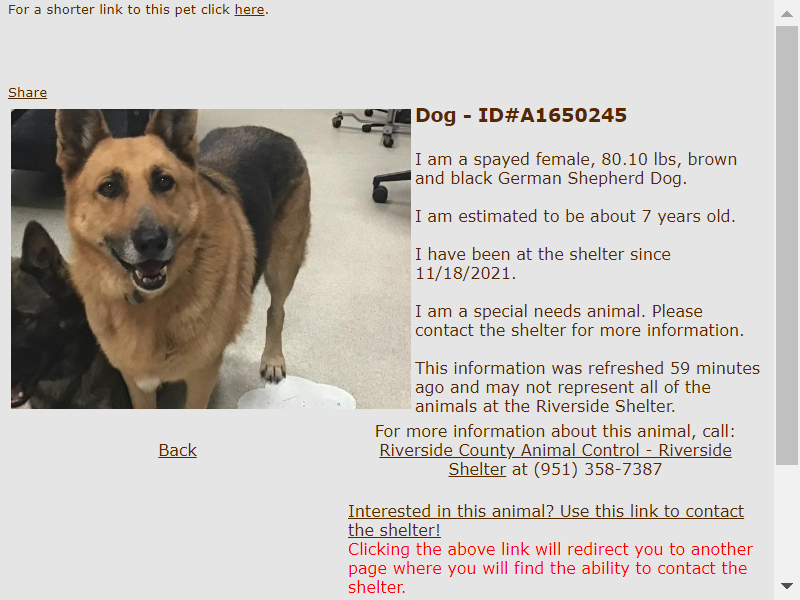 For a shorter link to this pet click here.
Share
Dog - ID#A1650245
I am a spayed female, 80.10 lbs, brown
and black German Shepherd Dog.
I am estimated to be about 7 years old.
I have been at the shelter since
11/18/2021.
I am a special needs animal. Please
contact the shelter for more information.
This information was refreshed 59 minutes
ago and may not represent all of the
animals at the Riverside Shelter.
Back
For more information about this animal, call:
Riverside County Animal Control - Riverside
Shelter at (951) 358-7387
Interested in this animal? Use this link to contact
the shelter!
Clicking the above link will redirect you to another
page where you will find the ability to contact the
shelter.